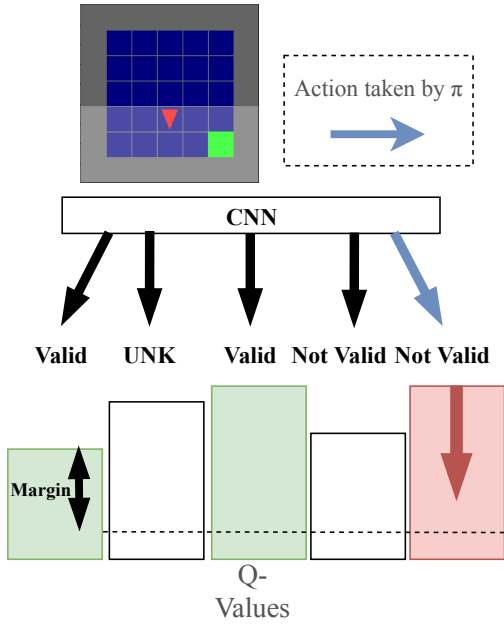 Action taken by π
CNN
Valid UNK Valid Not Valid Not Valid
Margin
Q-
Values